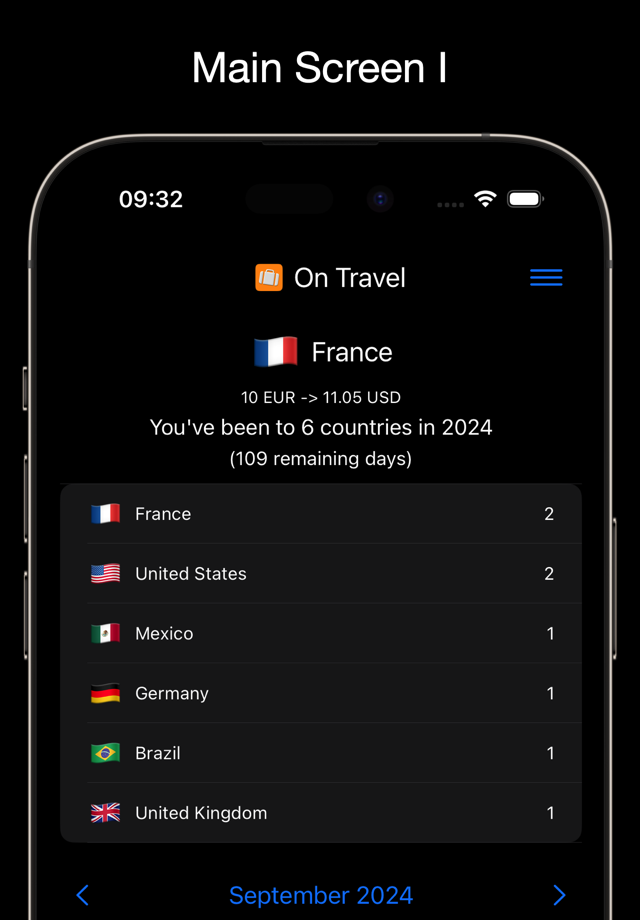 Main Screen I
09:32
On Travel
France
10 EUR -> 11.05 USD
You've been to 6 countries in 2024
(109 remaining days)
France 2
United States 2
Mexico 1
Germany 1
Brazil 1
United Kingdom 1
September 2024